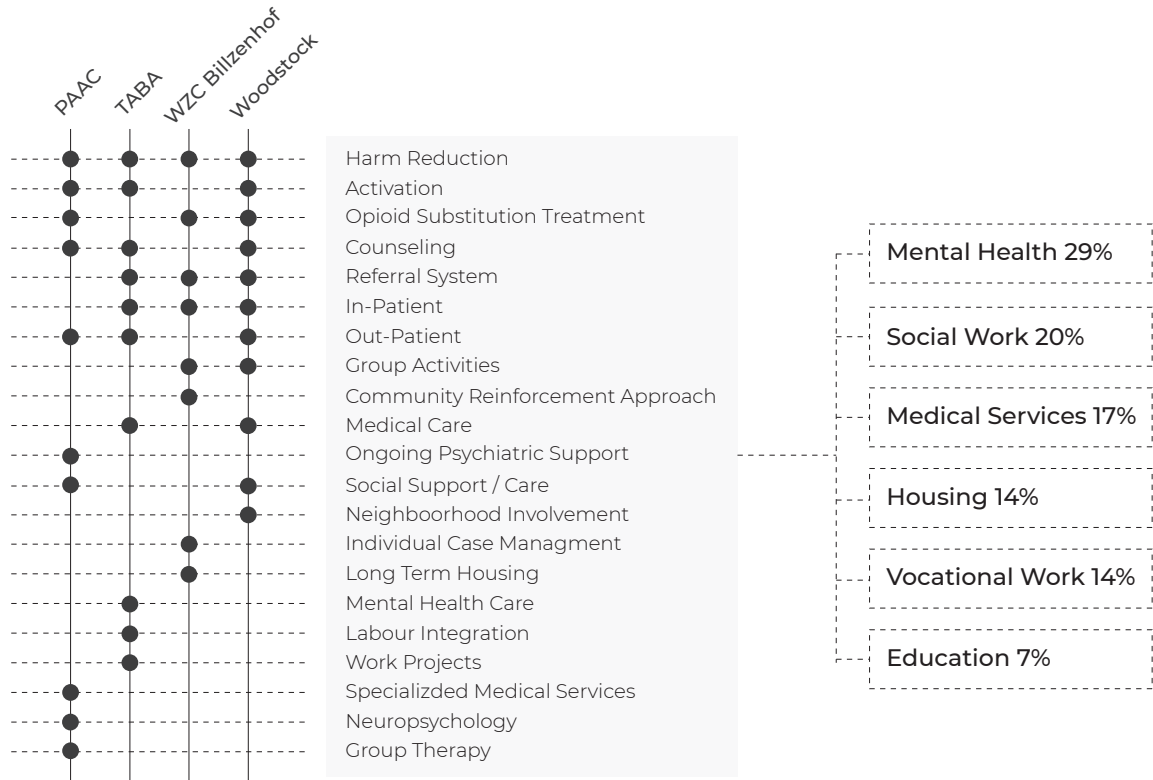 PAAC
TABA
WZC Billzenhof
Woodstock
Harm Reduction
Activation
Opioid Substitution Treatment
Counseling
Referral System
In-Patient
Out-Patient
Group Activities
Community Reinforcement Approach
Medical Care
Ongoing Psychiatric Support
Social Support / Care
Neighboorhood Involvement
Individual Case Managment
Long Term Housing
Mental Health Care
Labour Integration
Work Projects
Specializded Medical Services
Neuropsychology
Group Therapy
Mental Health 29%
Social Work 20%
Medical Services 17%
Housing 14%
Vocational Work 14%
Education 7%